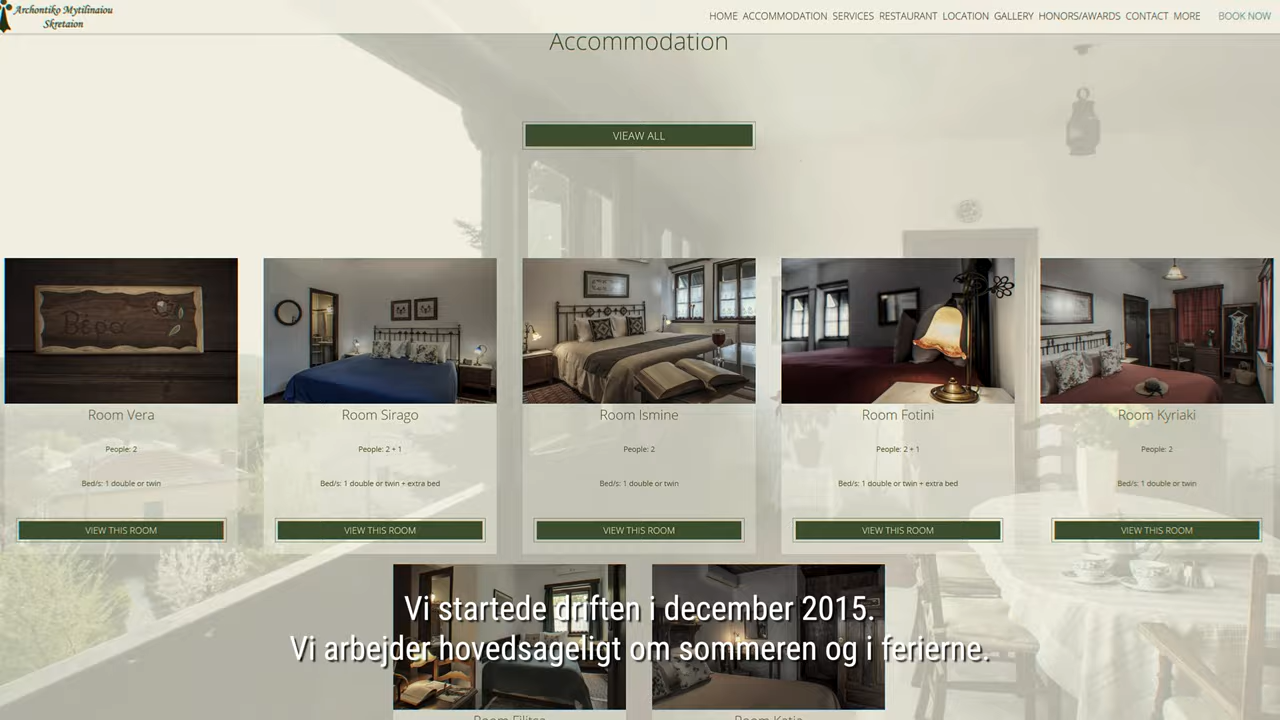 Archontiko Mytilinaiou
Skretaion
HOME ACCOMMODATION SERVICES RESTAURANT LOCATION GALLERY HONORS/AWARDS CONTACT MORE BOOK NOW
Accommodation
VIEAW ALL
Βέρα
Room Vera
Room Sirago
Room Ismine
Room Fotini
Room Kyriaki
People: 2
People: 2 + 1
People: 2
People: 2 + 1
People: 2
Bed/s: 1 double or twin
Bed/s: 1 double or twin + extra bed
Bed/s: 1 double or twin
Bed/s: 1 double or twin + extra bed
Bed/s: 1 double or twin
VIEW THIS ROOM
VIEW THIS ROOM
VIEW THIS ROOM
VIEW THIS ROOM
VIEW THIS ROOM
Vi startede driften i december 2015.
Vi arbejder hovedsageligt om sommeren og i ferierne.
Room Filitsa
Room Katia